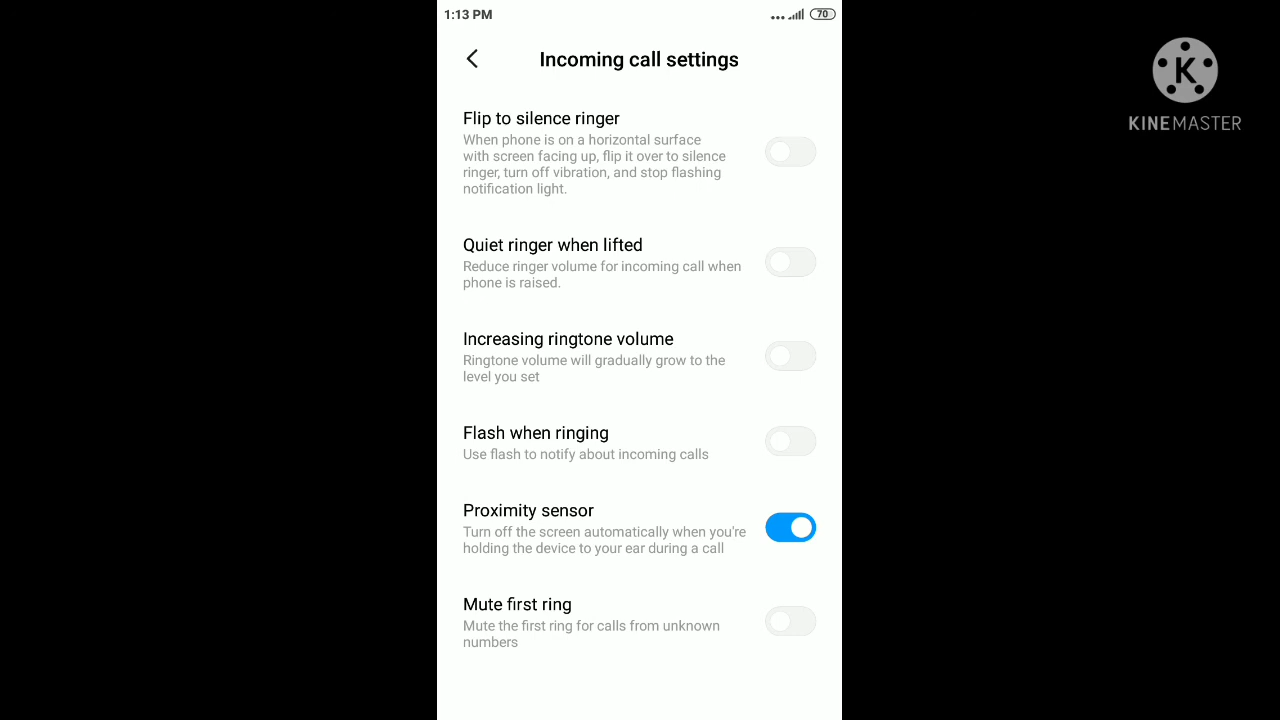 1:13 PM
70
Incoming call settings
K
KINEMASTER
Flip to silence ringer
When phone is on a horizontal surface
with screen facing up, flip it over to silence
ringer, turn off vibration, and stop flashing
notification light.
Quiet ringer when lifted
Reduce ringer volume for incoming call when
phone is raised.
Increasing ringtone volume
Ringtone volume will gradually grow to the
level you set
Flash when ringing
Use flash to notify about incoming calls
Proximity sensor
Turn off the screen automatically when you're
holding the device to your ear during a call
Mute first ring
Mute the first ring for calls from unknown
numbers